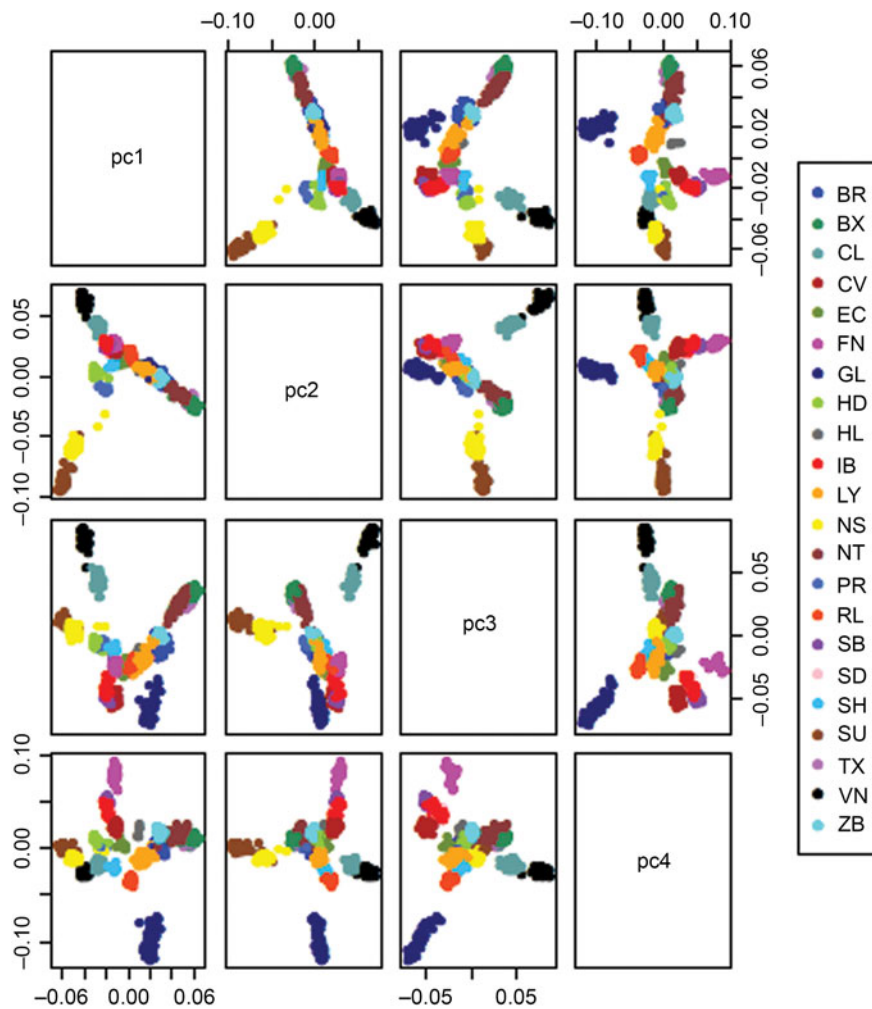 −0.10 0.00
0.00 0.10
pc1
0.06
0.02
−0.02
−0.06
0.05
0.00
−0.05
−0.10
pc2
pc3
0.05
0.00
−0.05
0.10
0.00
−0.10
pc4
−0.06 0.00 0.06
−0.05 0.05
BR
BX
CL
CV
EC
FN
GL
HD
HL
IB
LY
NS
NT
PR
RL
SB
SD
SH
SU
TX
VN
ZB